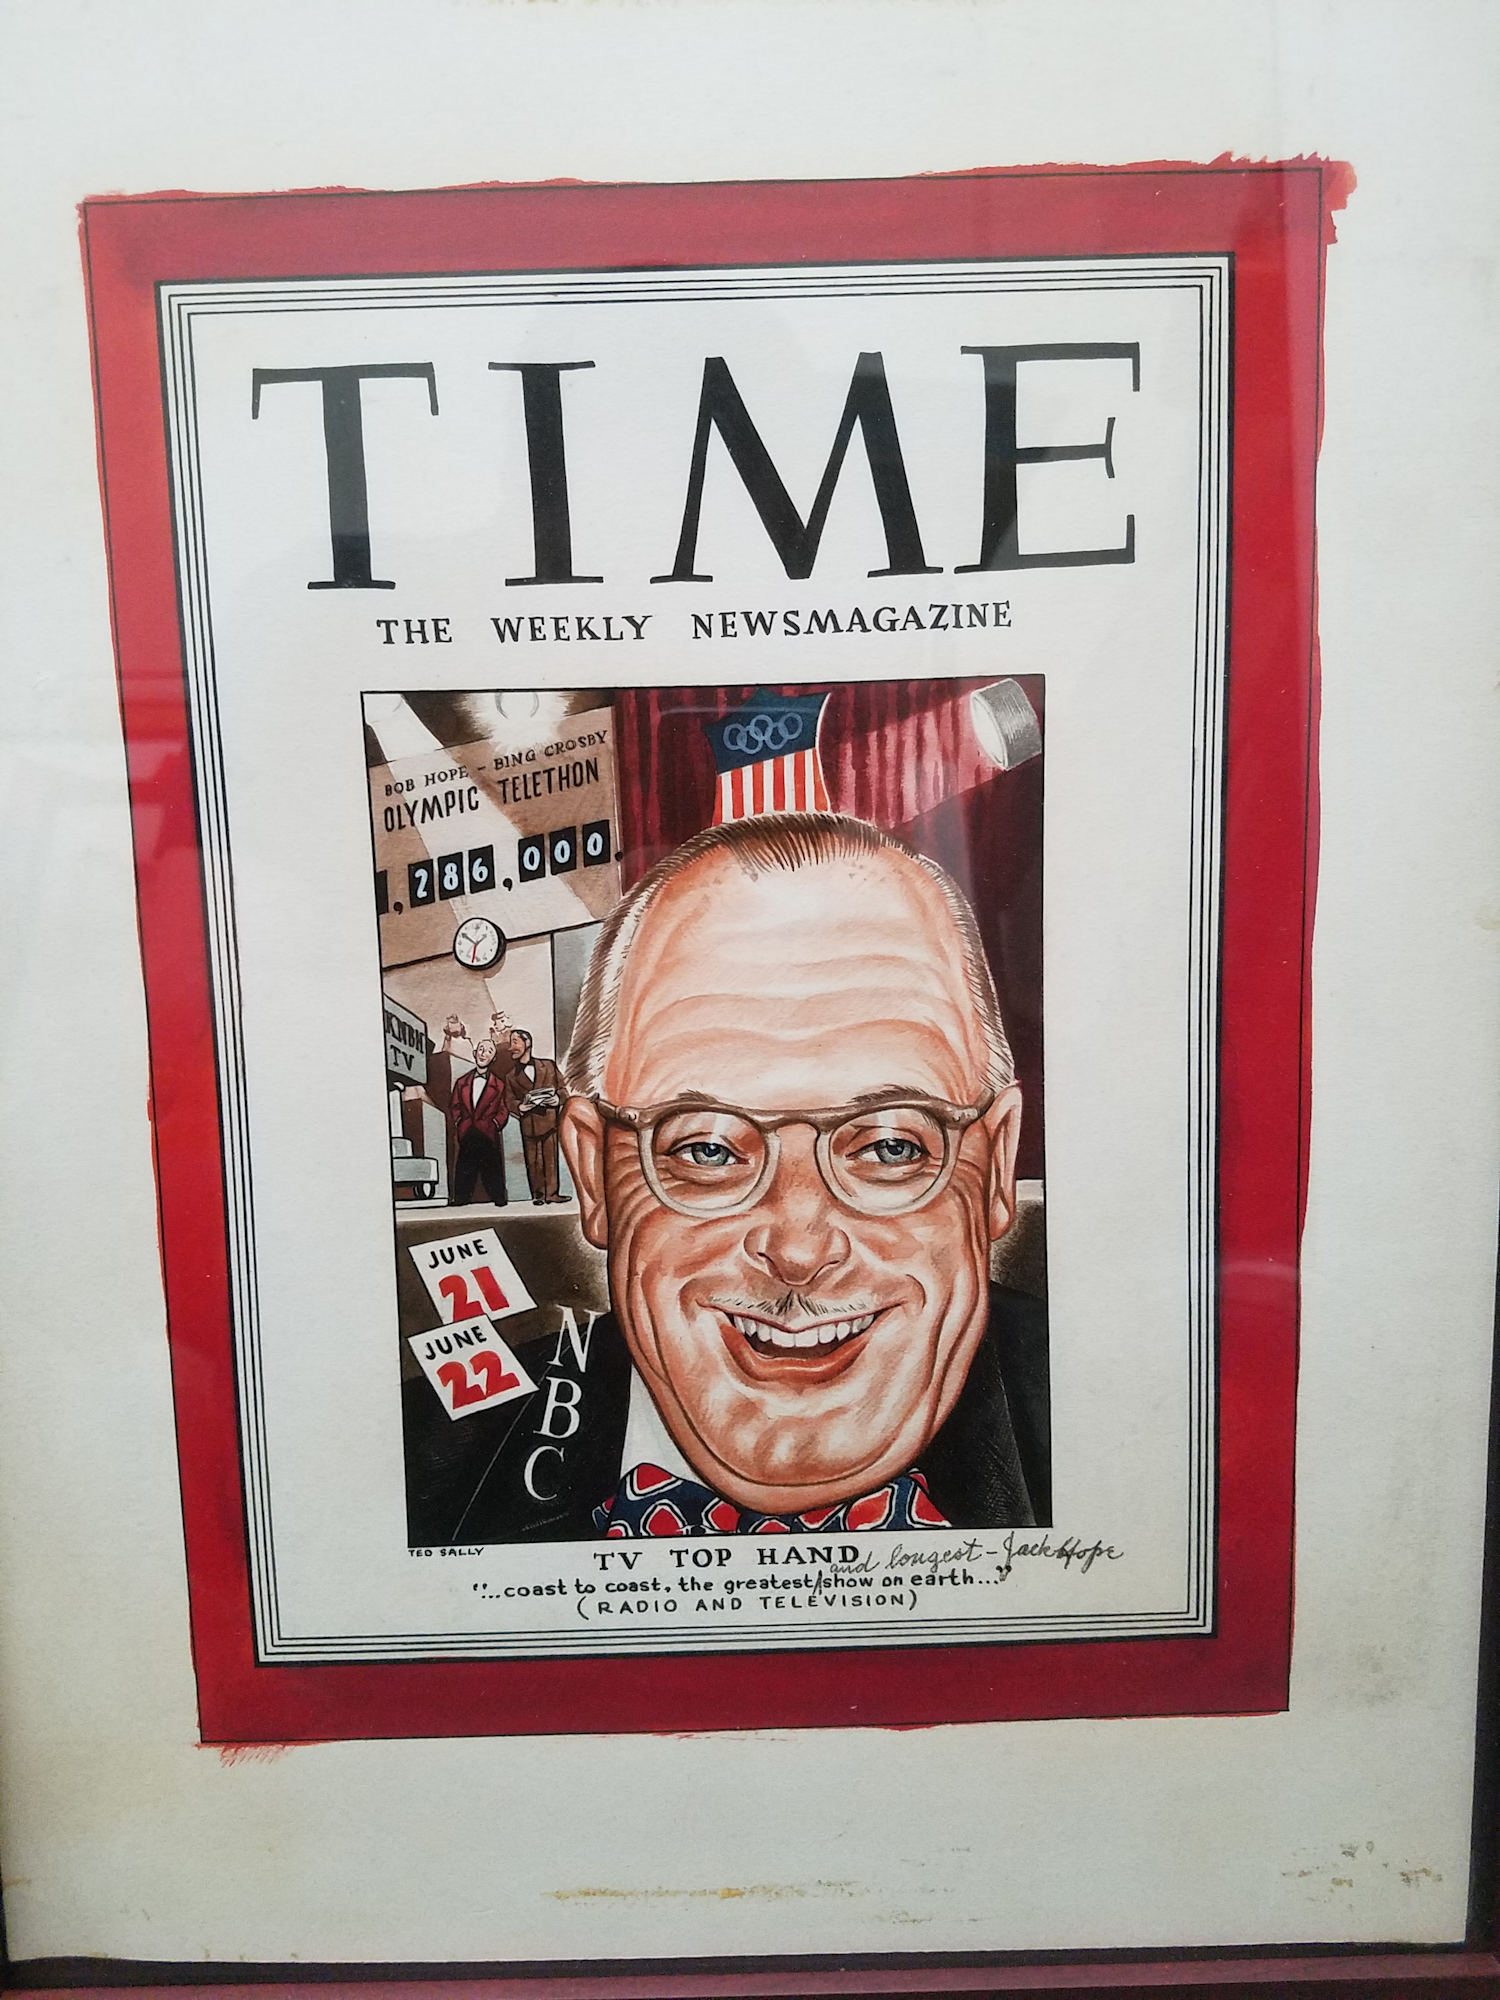 TIME
THE WEEKLY NEWSMAGAZINE
BOB HOPE - BING CROSBY
OLYMPIC TELETHON
1,286,000.
KNBH
TV
JUNE
21
JUNE
22
N
B
C
TED SALLY
TV TOP HAND
and longest - Jack Hope
"...coast to coast, the greatest/show on earth..."
(RADIO AND TELEVISION)